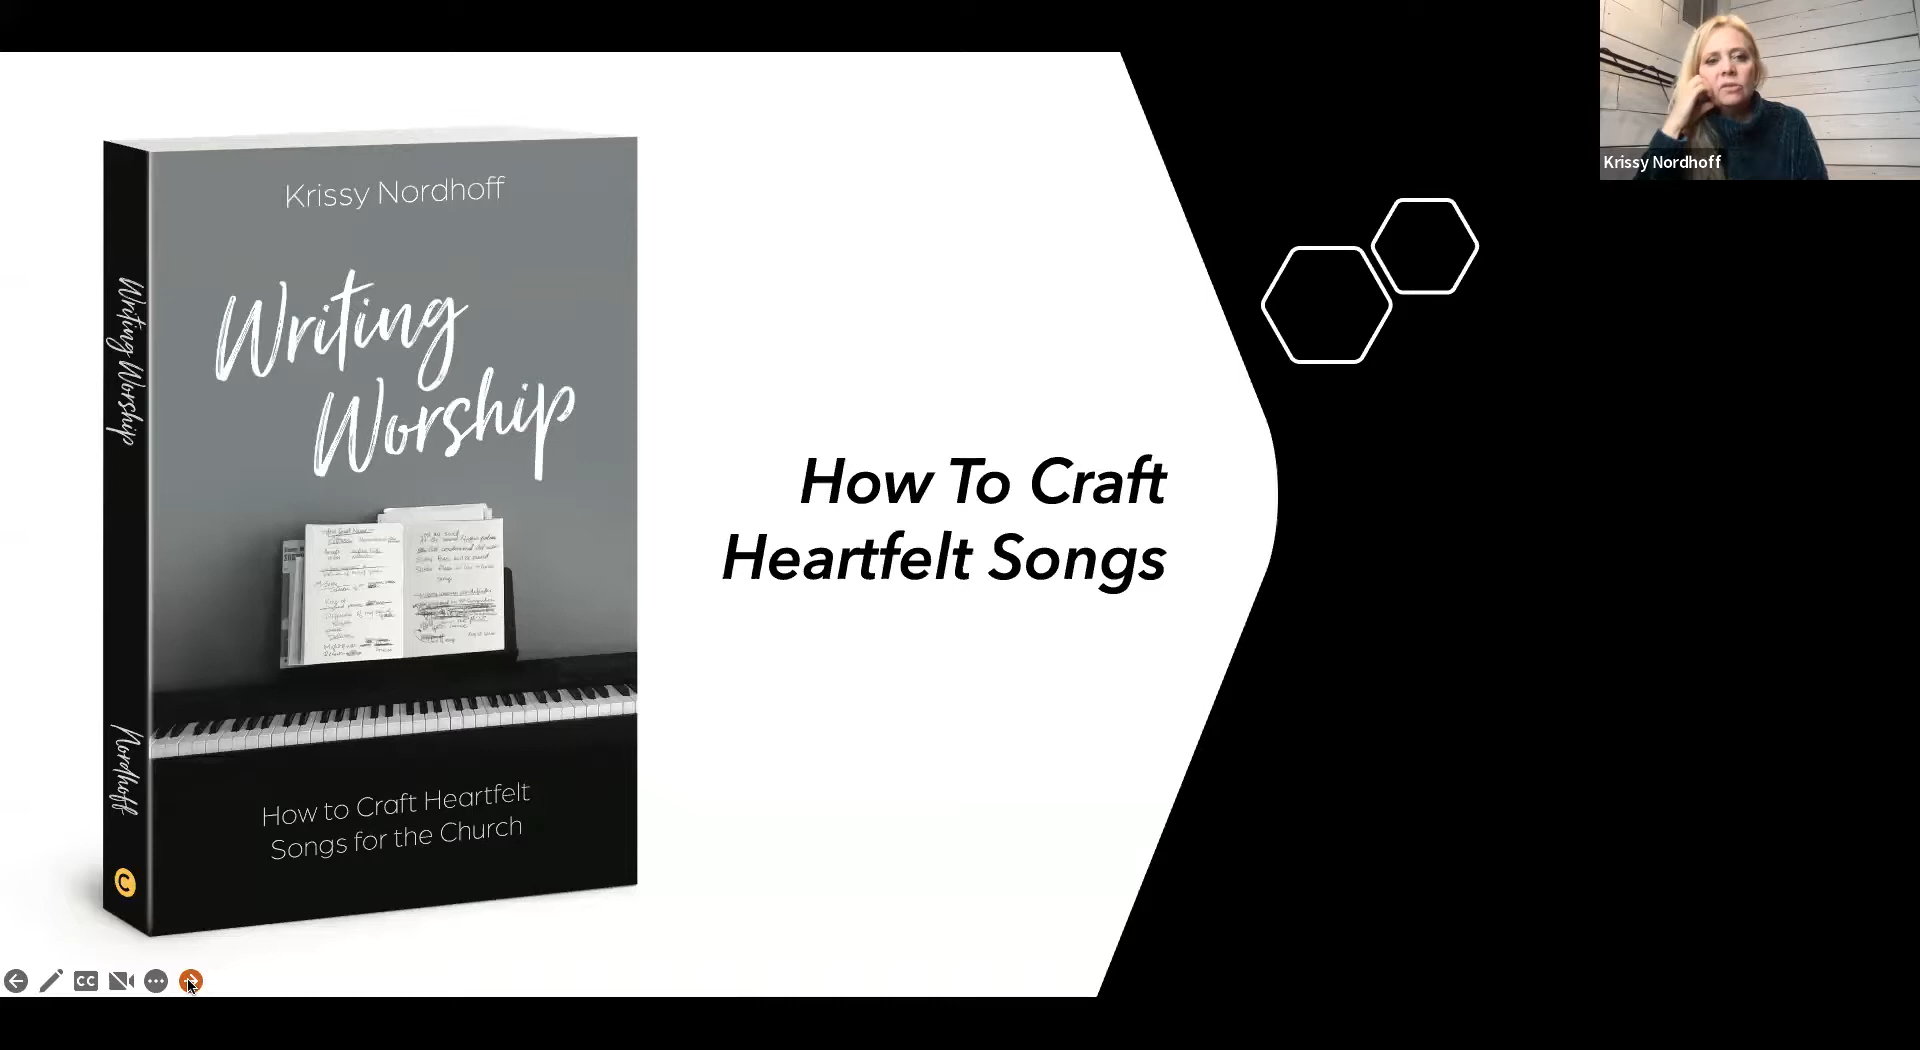 Krissy Nordhoff
Krissy Nordhoff
Writing
Worship
Writing Worship
How To Craft
Heartfelt Songs
Nordhoff
How to Craft Heartfelt
Songs for the Church
C
CC